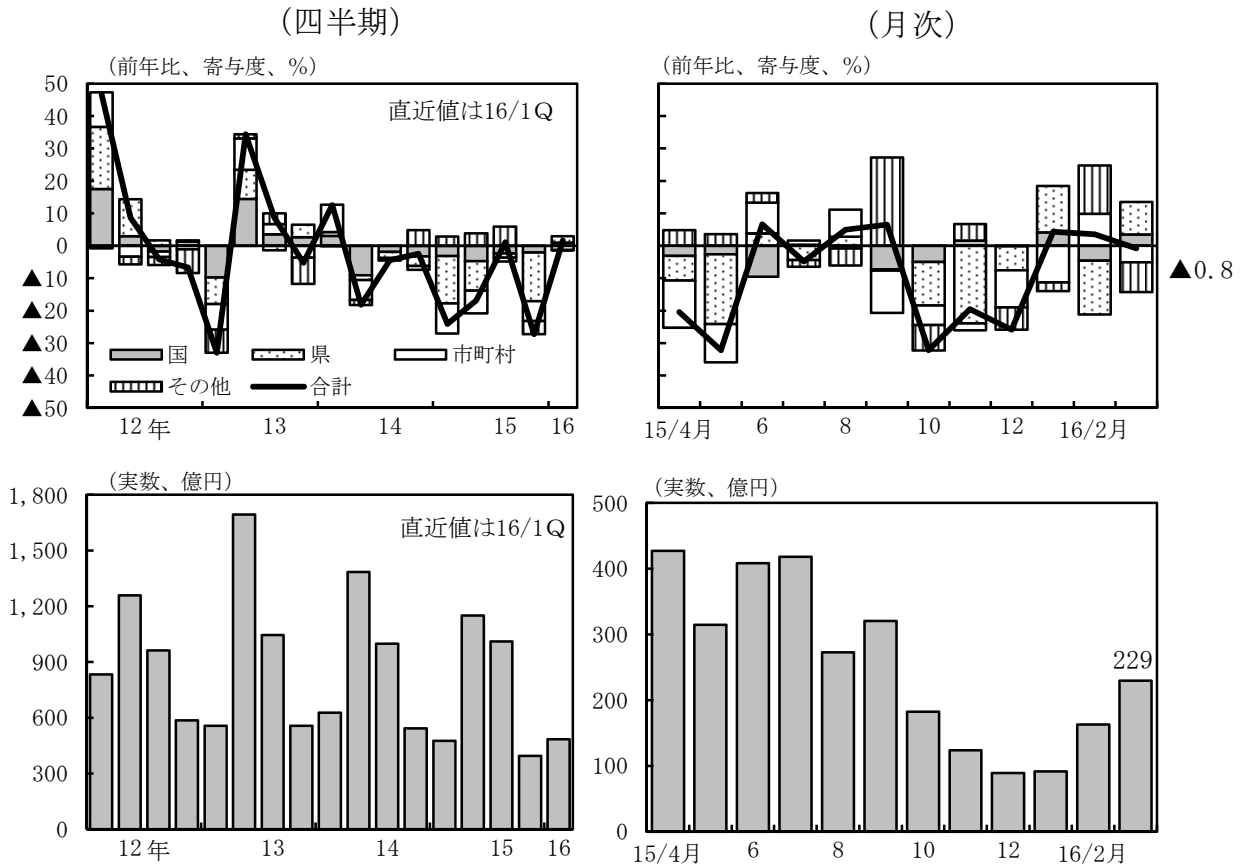 (四半期)
(前年比、寄与度、%)
50
40
30
20
10
0
▲
▲
▲
▲
▲50
直近値は16/1Q
国
県
市町村
その他
合計
12年 13 14 15 16
(月次)
(前年比、寄与度、%)
▲0.8
15/4月 6 8 10 12 16/2月
(実数、億円)
1,800
1,500
1,200
900
600
300
0
直近値は16/1Q
12年 13 14 15 16
(実数、億円)
500
400
300
200
100
0
229
15/4月 6 8 10 12 16/2月